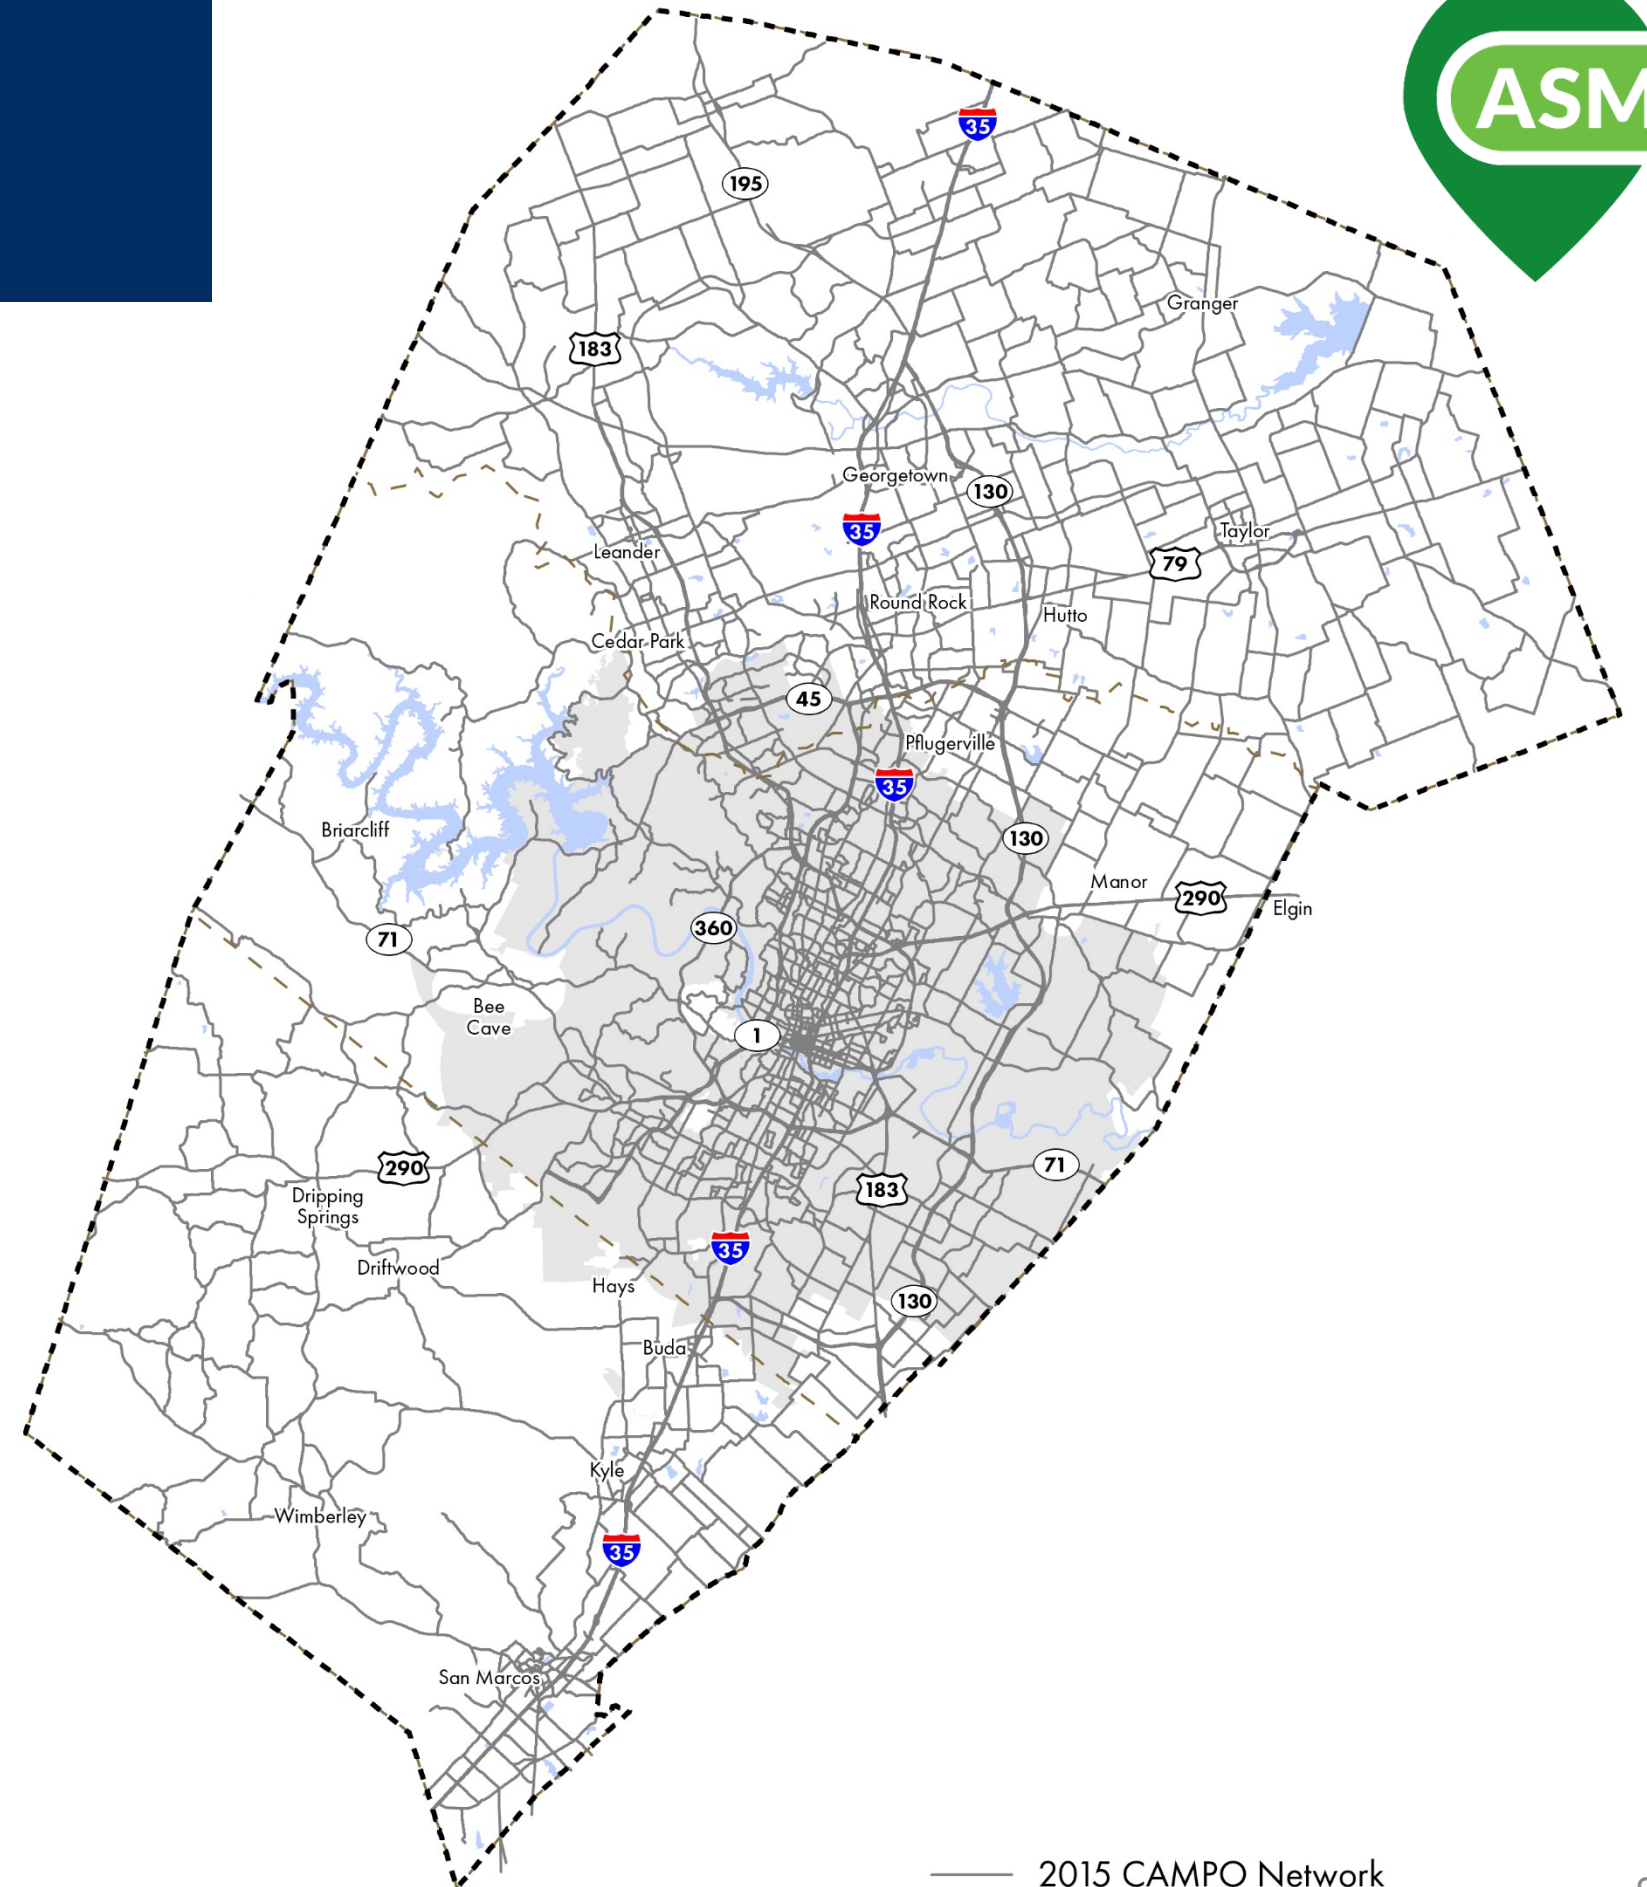 ASM
35
195
Granger
183
Georgetown
130
35
Taylor
Leander
79
Round Rock
Hutto
Cedar Park
45
Pflugerville
35
Briarcliff
130
Manor
290
Elgin
360
71
Bee
Cave
1
290
71
183
Dripping
Springs
35
Driftwood
Hays
130
Buda
Kyle
Wimberley
35
San Marcos
2015 CAMPO Network